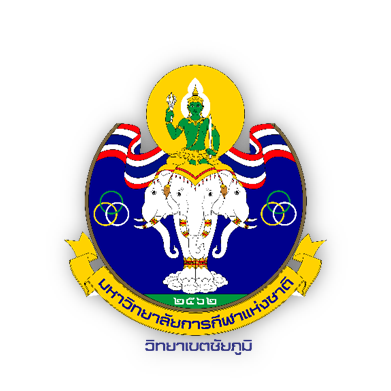 ๒๕๖๒
มหาวิทยาลัยการกีฬาแห่งชาติ
วิทยาเขตชัยภูมิ